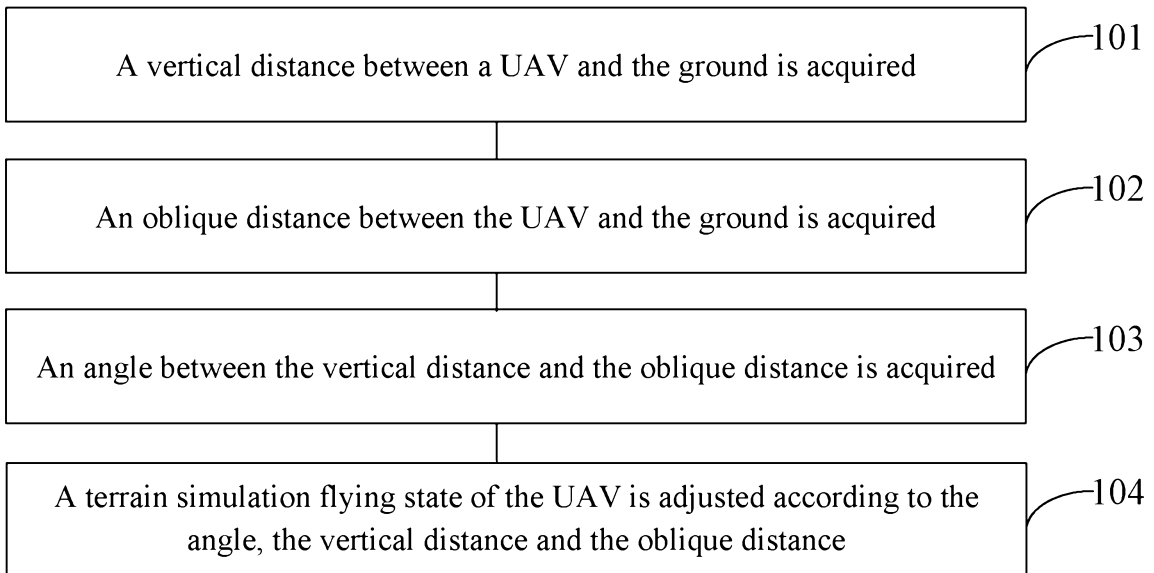 A vertical distance between a UAV and the ground is acquired
101
An oblique distance between the UAV and the ground is acquired
102
An angle between the vertical distance and the oblique distance is acquired
103
A terrain simulation flying state of the UAV is adjusted according to the
angle, the vertical distance and the oblique distance
104